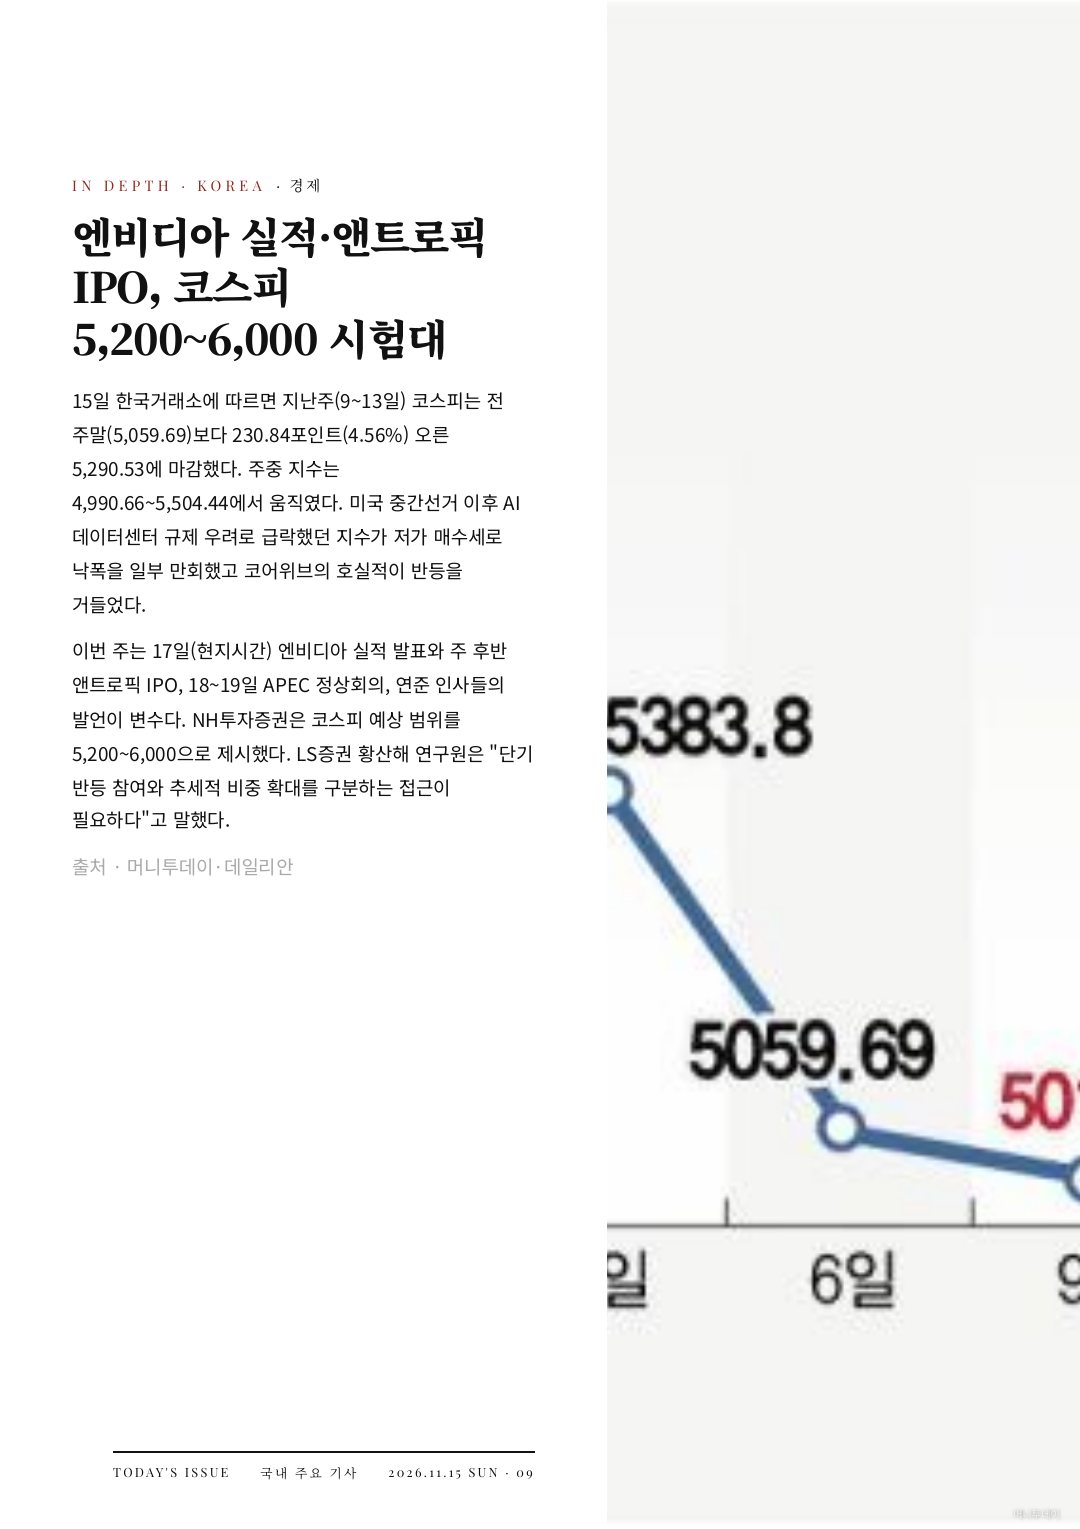 IN DEPTH · KOREA · 경제
엔비디아 실적·앤트로픽
IPO, 코스피
5,200~6,000 시험대
15일 한국거래소에 따르면 지난주(9~13일) 코스피는 전
주말(5,059.69)보다 230.84포인트(4.56%) 오른
5,290.53에 마감했다. 주중 지수는
4,990.66~5,504.44에서 움직였다. 미국 중간선거 이후 AI
데이터센터 규제 우려로 급락했던 지수가 저가 매수세로
낙폭을 일부 만회했고 코어위브의 호실적이 반등을
거들었다.
이번 주는 17일(현지시간) 엔비디아 실적 발표와 주 후반
앤트로픽 IPO, 18~19일 APEC 정상회의, 연준 인사들의
발언이 변수다. NH투자증권은 코스피 예상 범위를
5,200~6,000으로 제시했다. LS증권 황산해 연구원은 "단기
반등 참여와 추세적 비중 확대를 구분하는 접근이
필요하다"고 말했다.
출처 · 머니투데이·데일리안
5383.8
5059.69
50
일
6일
9
TODAY'S ISSUE 국내 주요 기사 2026.11.15 SUN · 09
머니투데이